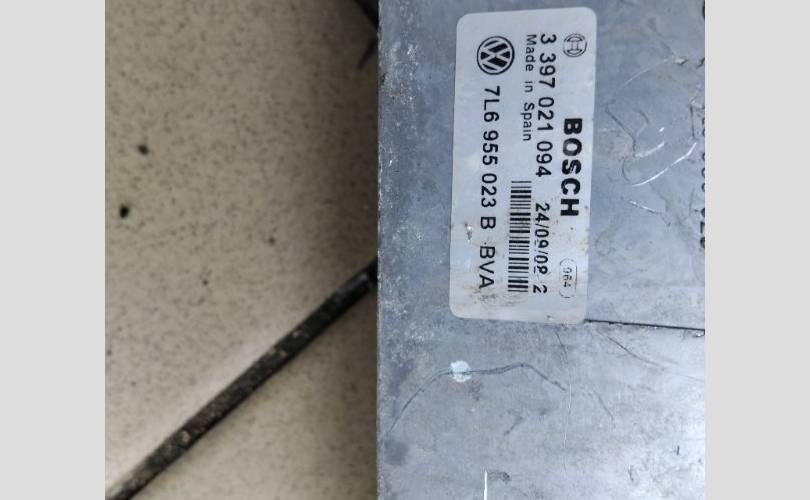 BOSCH
3 397 021 094 24/09/02 2
Made in Spain
964
7L6 955 023 B BVA